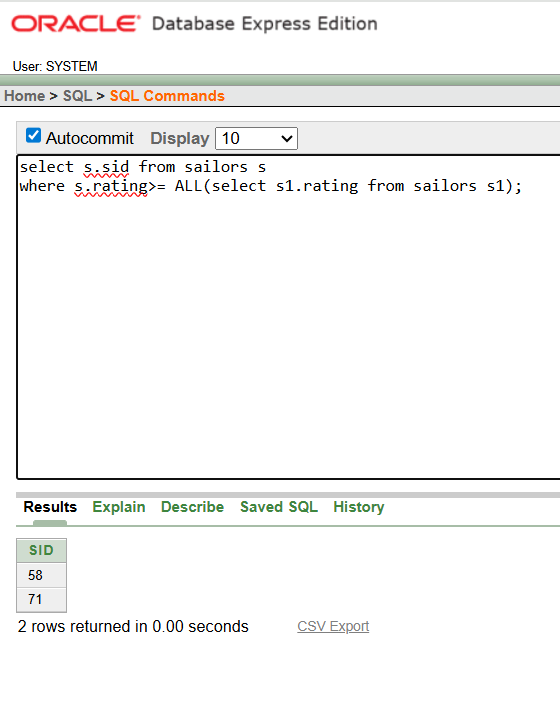 ORACLE Database Express Edition
User: SYSTEM
Home > SQL > SQL Commands
Autocommit Display 10
select s.sid from sailors s
where s.rating>= ALL(select s1.rating from sailors s1);
Results Explain Describe Saved SQL History
SID
58
71
2 rows returned in 0.00 seconds CSV Export